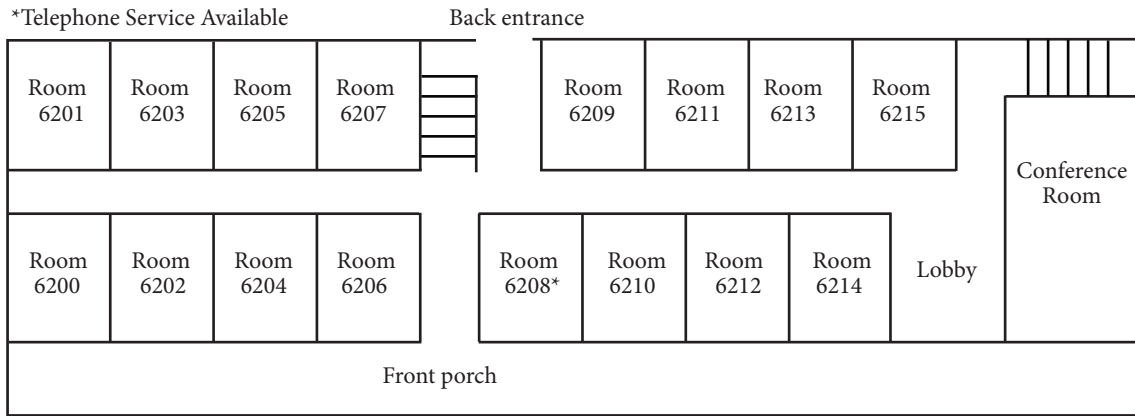 *Telephone Service Available
Back entrance
Room
6201
Room
6203
Room
6205
Room
6207
Room
6209
Room
6211
Room
6213
Room
6215
Conference
Room
Room
6200
Room
6202
Room
6204
Room
6206
Room
6208*
Room
6210
Room
6212
Room
6214
Lobby
Front porch